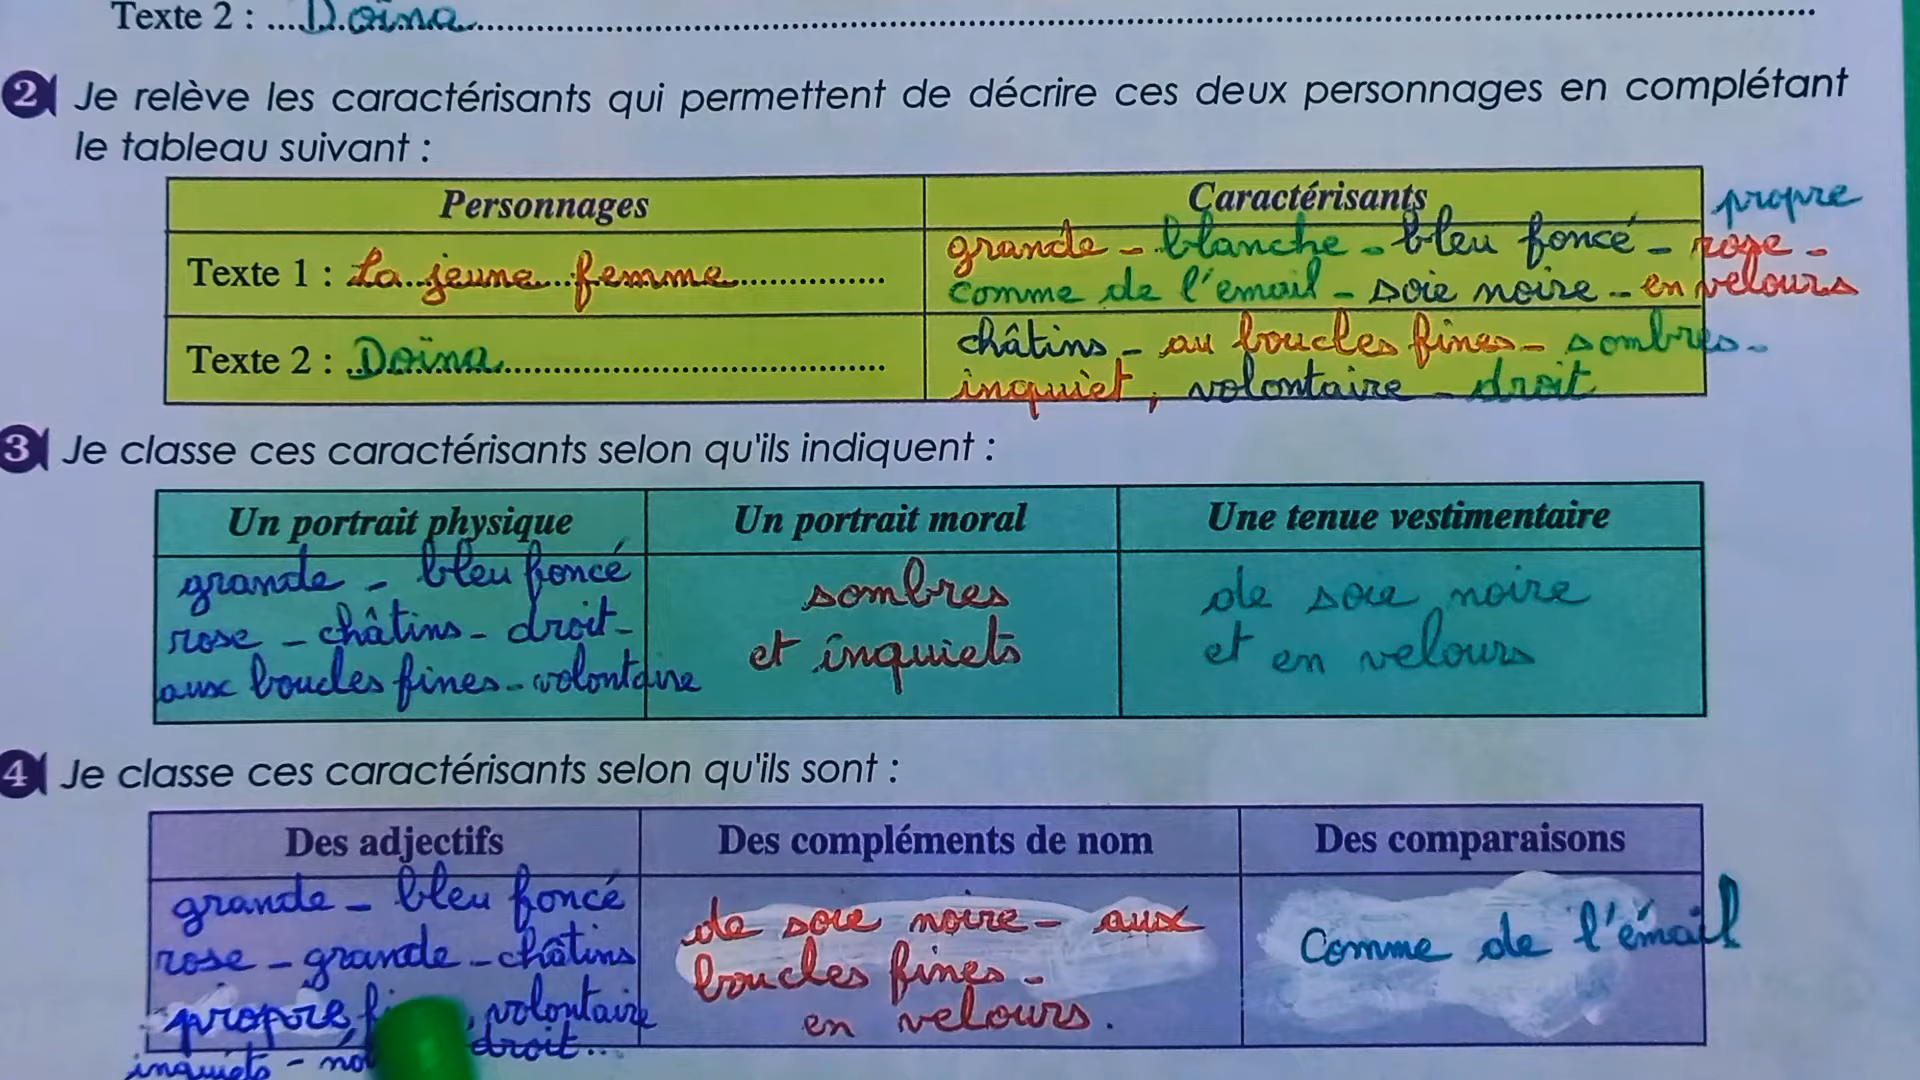 Texte 2 : ....Doïna....
2 Je relève les caractérisants qui permettent de décrire ces deux personnages en complétant
le tableau suivant :
Personnages
Caractérisants
propre
Texte 1 : La jeune femme
grande - blanche - bleu foncé - rose -
comme de l'email - soie noire - en velours
Texte 2 : Doïna
châtins - au boucles fines - sombres -
inquiet, volontaire - droit
3 Je classe ces caractérisants selon qu'ils indiquent :
Un portrait physique
Un portrait moral
Une tenue vestimentaire
grande - bleu foncé
rose - châtins - droit -
aux boucles fines - volontaire
sombres
et inquiets
de soie noire
et en velours
4 Je classe ces caractérisants selon qu'ils sont :
Des adjectifs
Des compléments de nom
Des comparaisons
grande - bleu foncé
rose - grande - châtins
propre, volontaire
inquiets - droit...
de soie noire - aux
boucles fines -
en velours.
Comme de l'émail